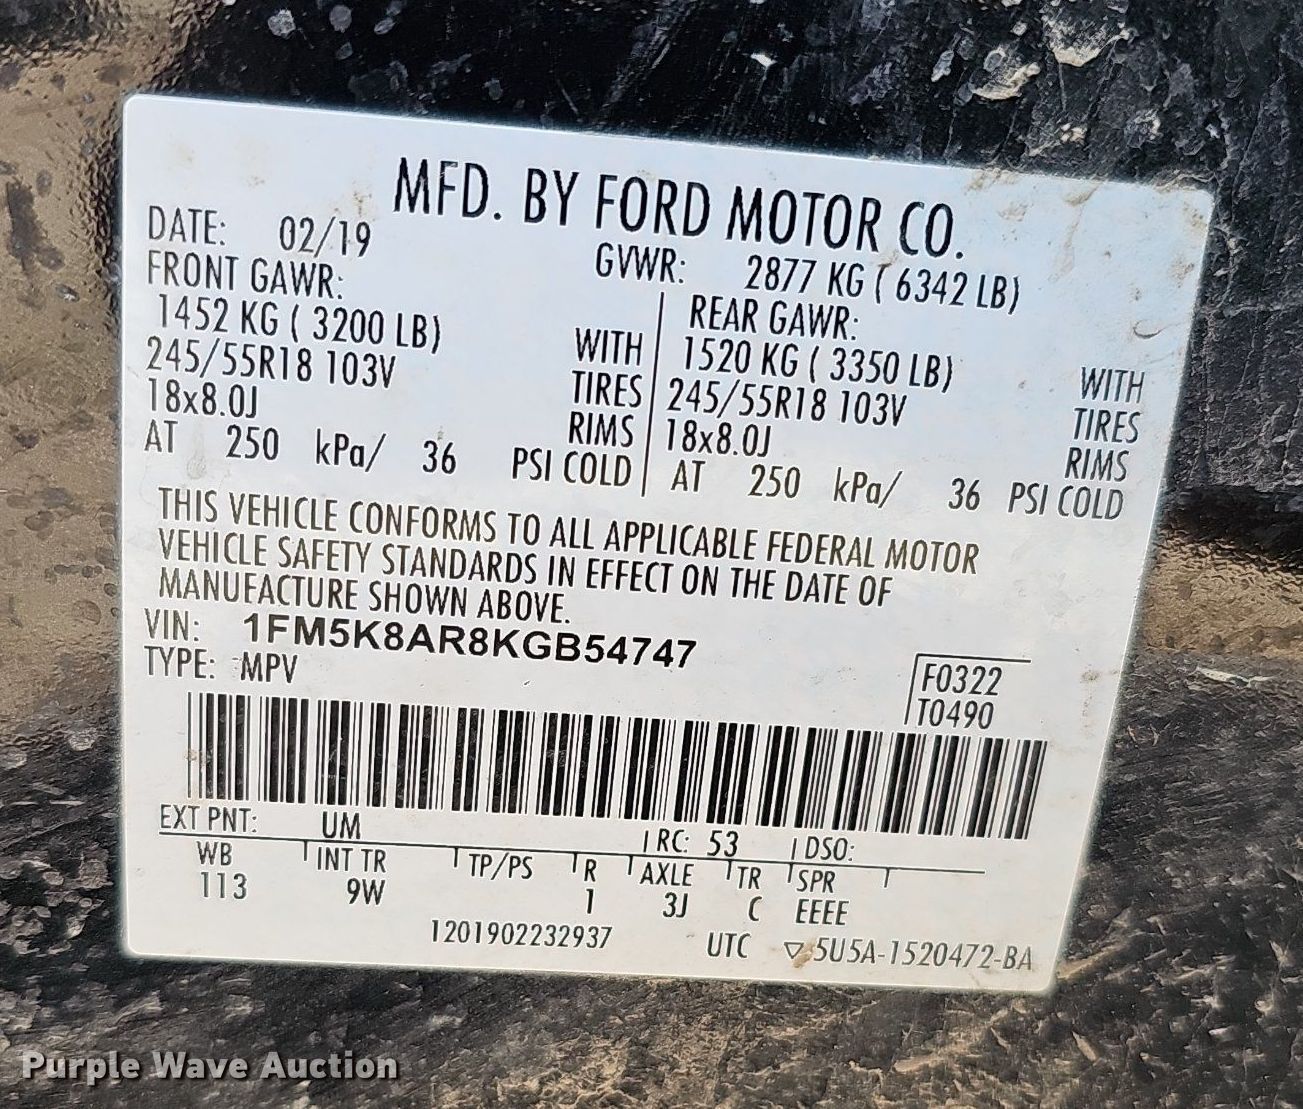 MFD. BY FORD MOTOR CO.
DATE: 02/19 GVWR: 2877 KG ( 6342 LB)
FRONT GAWR: REAR GAWR:
1452 KG ( 3200 LB) WITH 1520 KG ( 3350 LB) WITH
245/55R18 103V TIRES 245/55R18 103V TIRES
18x8.0J RIMS 18x8.0J RIMS
AT 250 kPa/ 36 PSI COLD AT 250 kPa/ 36 PSI COLD
THIS VEHICLE CONFORMS TO ALL APPLICABLE FEDERAL MOTOR
VEHICLE SAFETY STANDARDS IN EFFECT ON THE DATE OF
MANUFACTURE SHOWN ABOVE.
VIN: 1FM5K8AR8KGB54747
TYPE: MPV F0322
T0490
EXT PNT: UM RC: 53 DSO:
WB INT TR TP/PS R AXLE TR SPR
113 9W 1 3J C EEEE
1201902232937 UTC ▽ 5U5A-1520472-BA
Purple Wave Auction